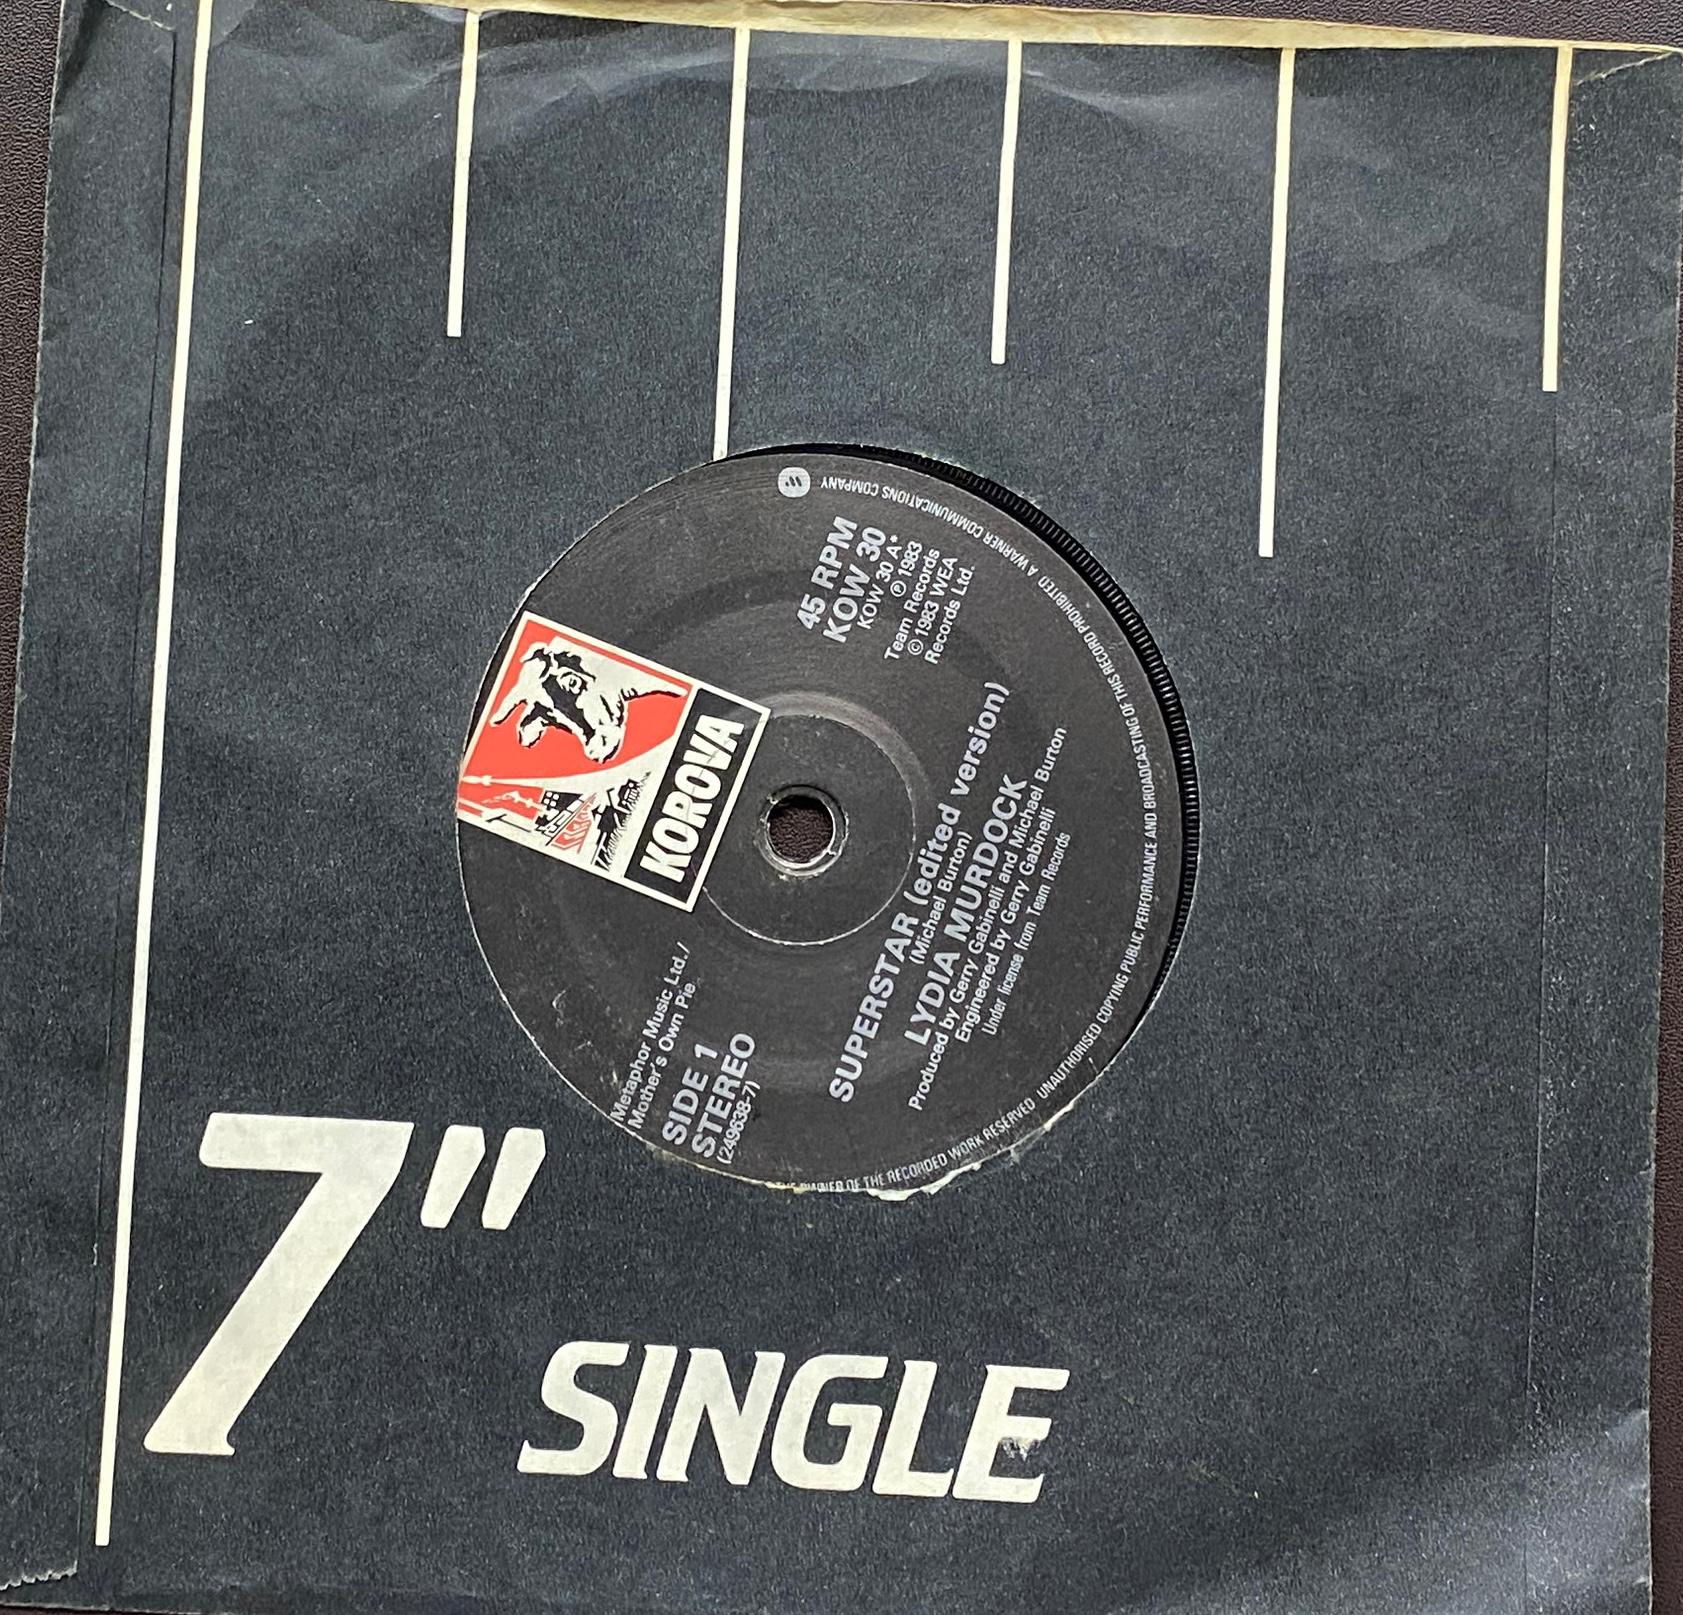 KOROVA
45 RPM
KOW 30
KOW 30 A*
Ⓟ 1983
Team Records
© 1983 WEA
Records Ltd.
Metaphor Music Ltd./
Mother's Own Pie
SIDE 1
STEREO
(249638-7)
SUPERSTAR (edited version)
(Michael Burton)
LYDIA MURDOCK
Produced by Gerry Gabinelli and Michael Burton
Engineered by Gerry Gabinelli
Under license from Team Records
OWNER OF THE RECORDED WORK RESERVED UNAUTHORISED COPYING PUBLIC PERFORMANCE AND BROADCASTING OF THIS RECORD PROHIBITED A WARNER COMMUNICATIONS COMPANY
7"
SINGLE